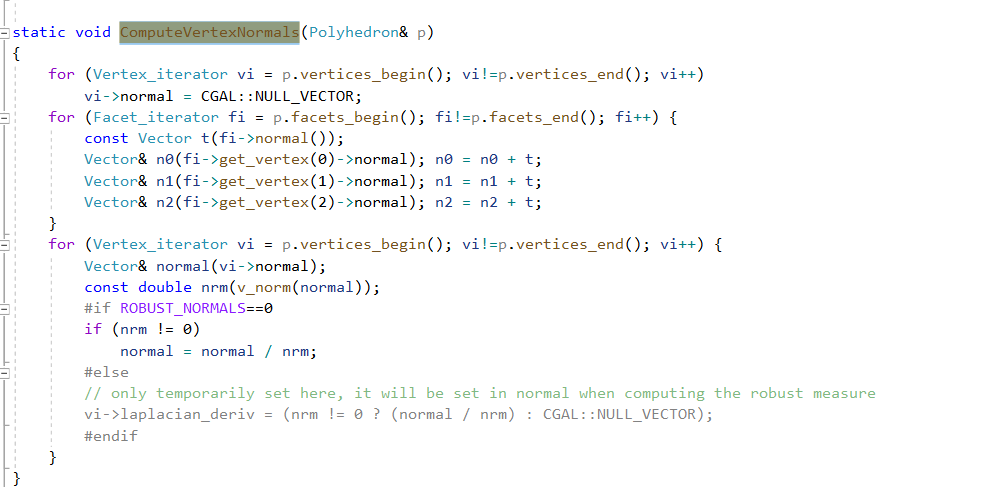 static void ComputeVertexNormals(Polyhedron& p)
{
    for (Vertex_iterator vi = p.vertices_begin(); vi!=p.vertices_end(); vi++)
        vi->normal = CGAL::NULL_VECTOR;
    for (Facet_iterator fi = p.facets_begin(); fi!=p.facets_end(); fi++) {
        const Vector t(fi->normal());
        Vector& n0(fi->get_vertex(0)->normal); n0 = n0 + t;
        Vector& n1(fi->get_vertex(1)->normal); n1 = n1 + t;
        Vector& n2(fi->get_vertex(2)->normal); n2 = n2 + t;
    }
    for (Vertex_iterator vi = p.vertices_begin(); vi!=p.vertices_end(); vi++) {
        Vector& normal(vi->normal);
        const double nrm(v_norm(normal));
        #if ROBUST_NORMALS==0
        if (nrm != 0)
            normal = normal / nrm;
        #else
        // only temporarily set here, it will be set in normal when computing the robust measure
        vi->laplacian_deriv = (nrm != 0 ? (normal / nrm) : CGAL::NULL_VECTOR);
        #endif
    }
}